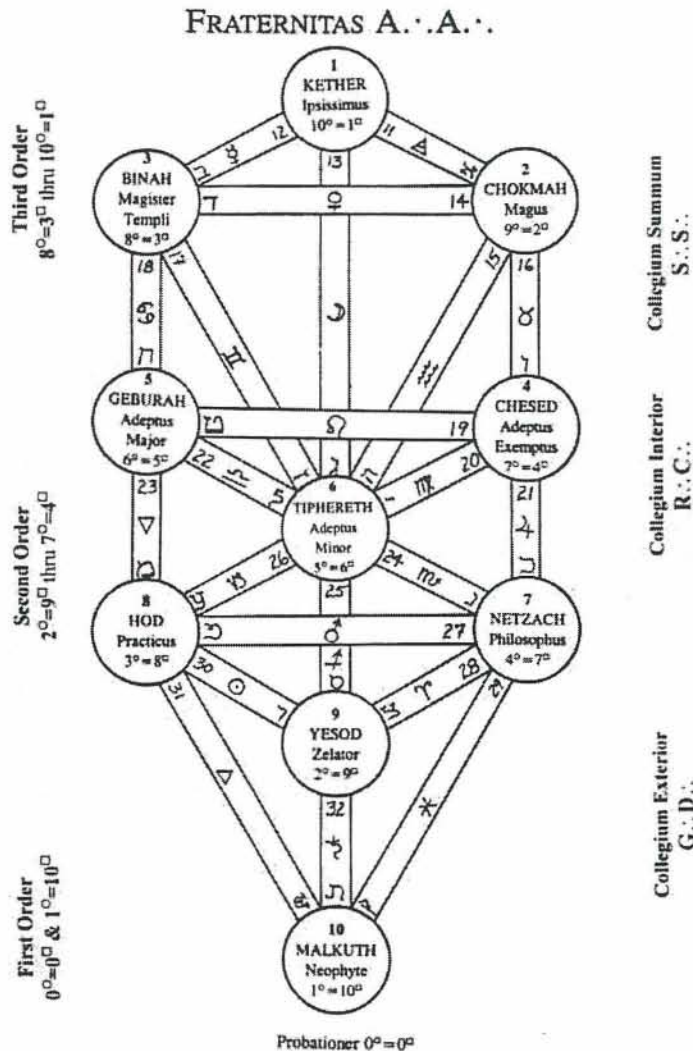 FRATERNITAS A.·.A.·.
1
KETHER
Ipsissimus
10°=1□
Third Order
8°=3□ thru 10°=1□
12
13
11
3
BINAH
Magister
Templi
8°=3□
2
CHOKMAH
Magus
9°=2□
14
Collegium Summum
S.·.S.·.
18
17
15
16
♀
☽
♋
♊
♒
♉
5
GEBURAH
Adeptus
Major
6°=5□
4
CHESED
Adeptus
Exemptus
7°=4□
♌
19
22
♎
♍
20
Collegium Interior
R.·.C.·.
6
TIPHERETH
Adeptus
Minor
5°=6□
23
21
♃
Second Order
2°=9□ thru 7°=4□
26
25
24
♏
8
HOD
Practicus
3°=8□
7
NETZACH
Philosophus
4°=7□
♂
27
30
☉
♈
28
31
29
9
YESOD
Zelator
2°=9□
32
Collegium Exterior
G.·.D.·.
First Order
0°=0□ & 1°=10□
10
MALKUTH
Neophyte
1°=10□
Probationer 0°=0□